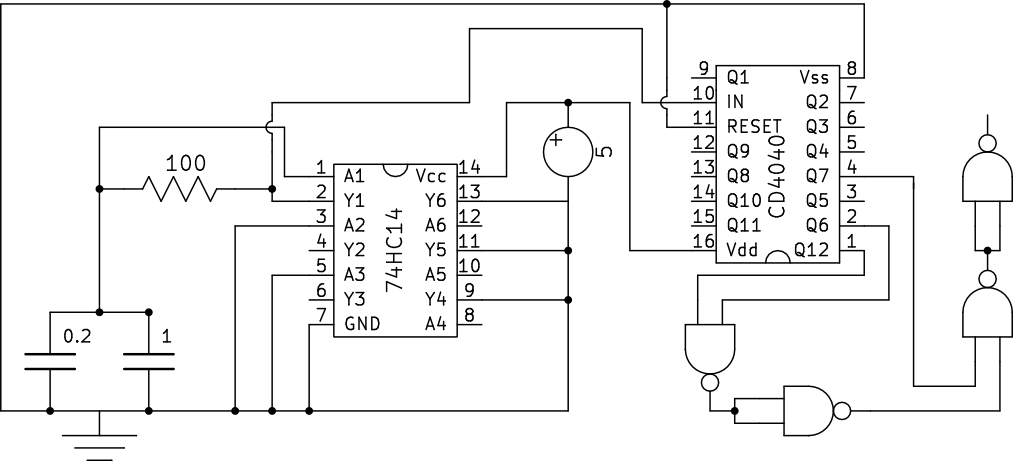 100
0.2
1
1 A1
2 Y1
3 A2
4 Y2
5 A3
6 Y3
7 GND
74HC14
Vcc 14
Y6 13
A6 12
Y5 11
A5 10
Y4 9
A4 8
+
5
9 Q1
10 IN
11 RESET
12 Q9
13 Q8
14 Q10
15 Q11
16 Vdd
CD4040
Vss 8
Q2 7
Q3 6
Q4 5
Q7 4
Q5 3
Q6 2
Q12 1